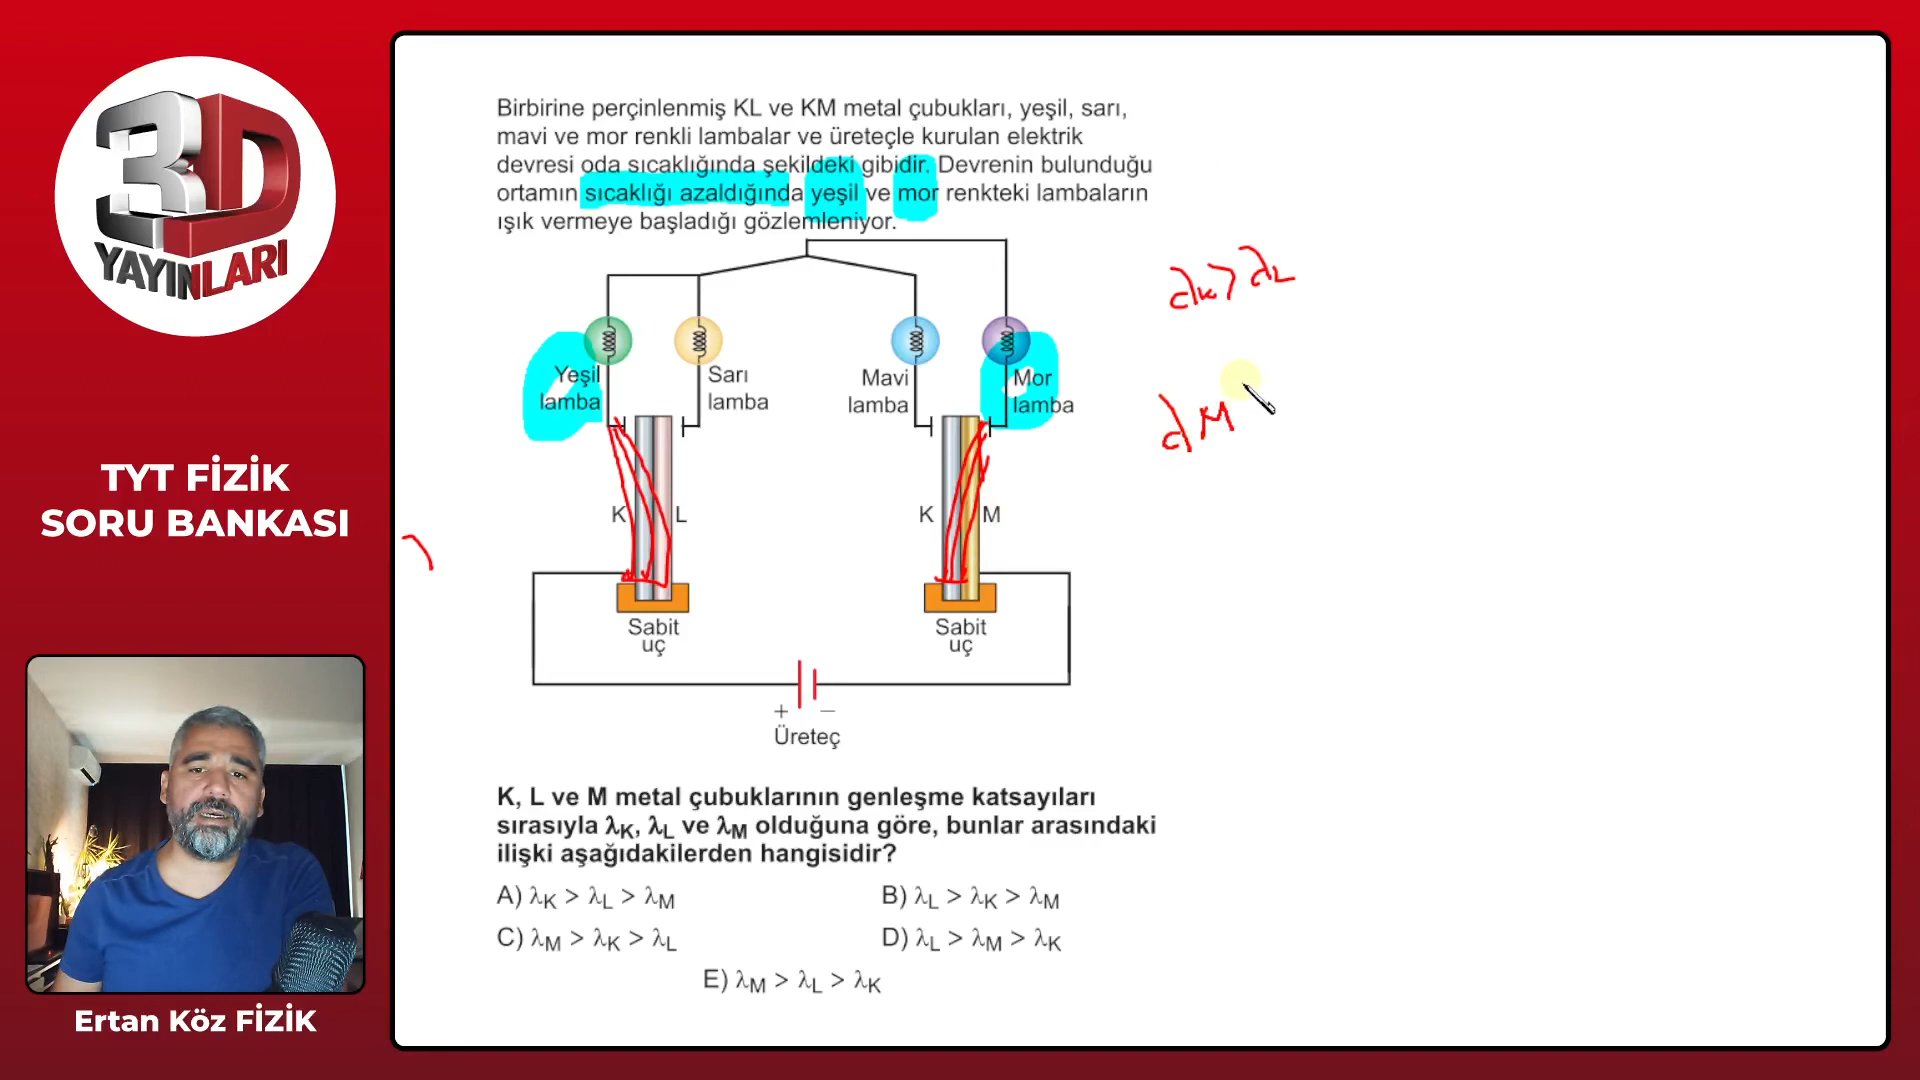 3D
YAYINLARI
TYT FİZİK
SORU BANKASI
Ertan Köz FİZİK
Birbirine perçinlenmiş KL ve KM metal çubukları, yeşil, sarı,
mavi ve mor renkli lambalar ve üreteçle kurulan elektrik
devresi oda sıcaklığında şekildeki gibidir. Devrenin bulunduğu
ortamın sıcaklığı azaldığında yeşil ve mor renkteki lambaların
ışık vermeye başladığı gözlemleniyor.
Yeşil
lamba
Sarı
lamba
Mavi
lamba
Mor
lamba
K
L
K
M
Sabit
uç
Sabit
uç
+ −
Üreteç
λK > λL
λM
K, L ve M metal çubuklarının genleşme katsayıları
sırasıyla λK, λL ve λM olduğuna göre, bunlar arasındaki
ilişki aşağıdakilerden hangisidir?
A) λK > λL > λM
B) λL > λK > λM
C) λM > λK > λL
D) λL > λM > λK
E) λM > λL > λK